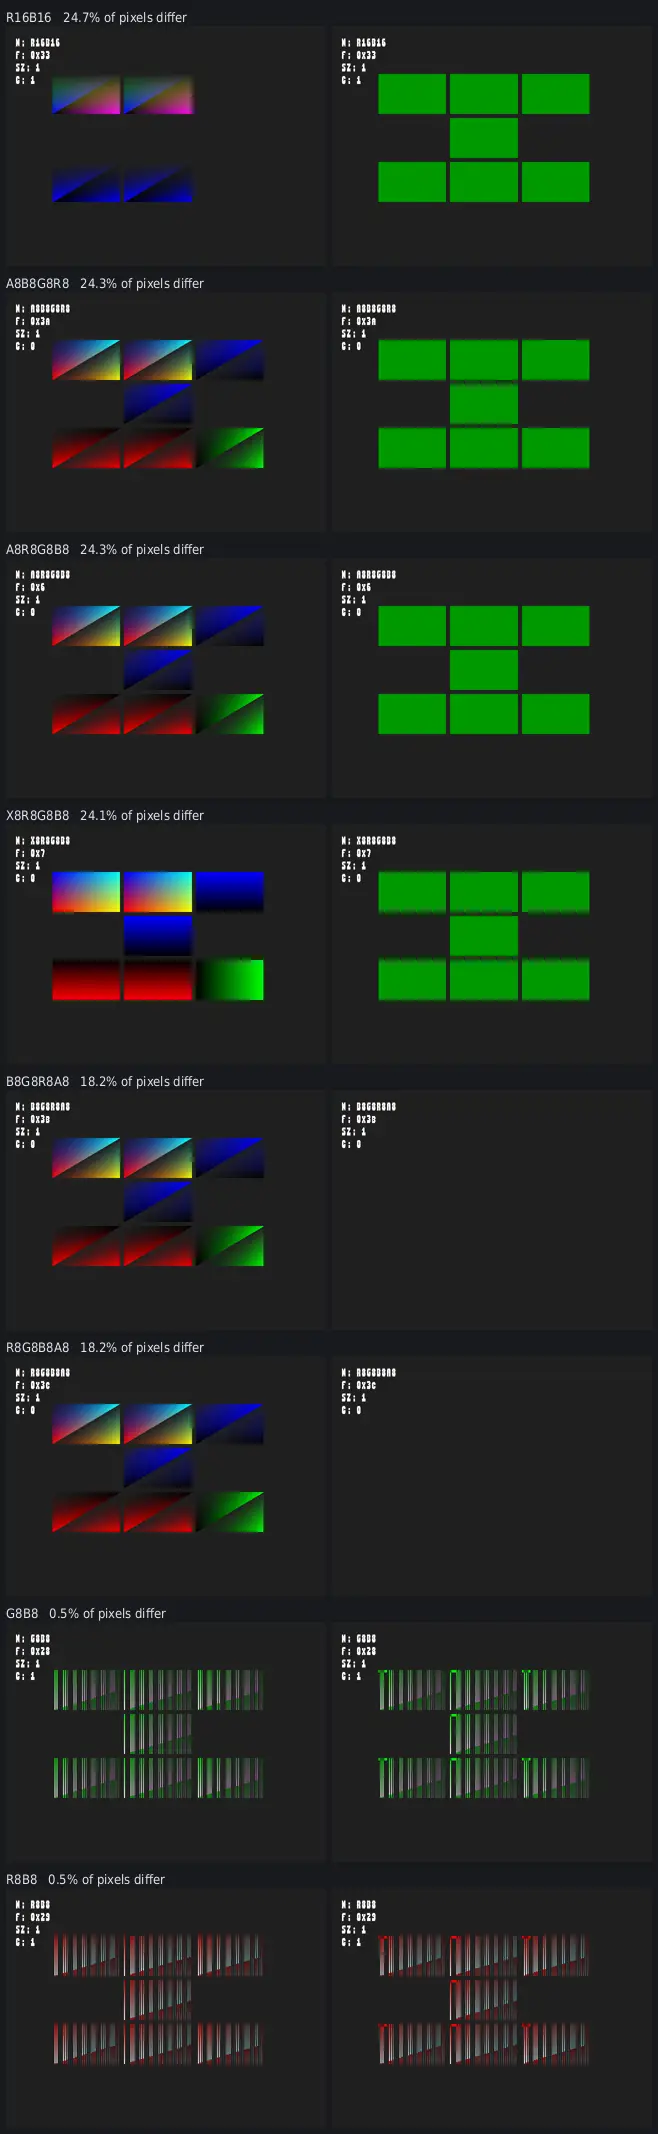 R16B16 24.7% of pixels differ
N: R16B16 N: R16B16
F: 0x33 F: 0x33
SZ: 1 SZ: 1
C: 1 C: 1
A8B8G8R8 24.3% of pixels differ
N: A8B8G8R8 N: A8B8G8R8
F: 0x3A F: 0x3A
SZ: 1 SZ: 1
C: 0 C: 0
A8R8G8B8 24.3% of pixels differ
N: A8R8G8B8 N: A8R8G8B8
F: 0x6 F: 0x6
SZ: 1 SZ: 1
C: 0 C: 0
X8R8G8B8 24.1% of pixels differ
N: X8R8G8B8 N: X8R8G8B8
F: 0x7 F: 0x7
SZ: 1 SZ: 1
C: 0 C: 0
B8G8R8A8 18.2% of pixels differ
N: B8G8R8A8 N: B8G8R8A8
F: 0x3B F: 0x3B
SZ: 1 SZ: 1
C: 0 C: 0
R8G8B8A8 18.2% of pixels differ
N: R8G8B8A8 N: R8G8B8A8
F: 0x3C F: 0x3C
SZ: 1 SZ: 1
C: 0 C: 0
G8B8 0.5% of pixels differ
N: G8B8 N: G8B8
F: 0x28 F: 0x28
SZ: 1 SZ: 1
C: 1 C: 1
R8B8 0.5% of pixels differ
N: R8B8 N: R8B8
F: 0x29 F: 0x29
SZ: 1 SZ: 1
C: 1 C: 1